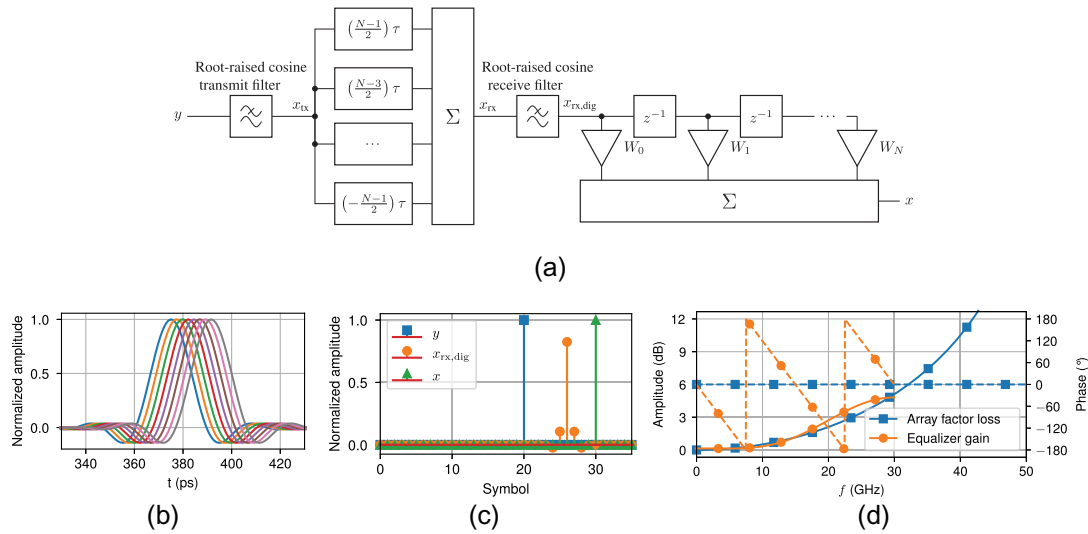 (N−1/2) τ
Root-raised cosine
transmit filter
(N−3/2) τ
Root-raised cosine
receive filter
y
x_tx
Σ
x_rx
x_rx,dig
z⁻¹
z⁻¹
...
...
W_0
W_1
W_N
(−N−1/2) τ
Σ
x
(a)
Normalized amplitude
1.0
0.5
0.0
340
360
380
400
420
t (ps)
(b)
Normalized amplitude
1.0
0.5
0.0
y
x_rx,dig
x
0
10
20
30
Symbol
(c)
Amplitude (dB)
12
9
6
3
0
180
120
60
0
−60
−120
−180
Phase (°)
Array factor loss
Equalizer gain
0
10
20
30
40
50
f (GHz)
(d)